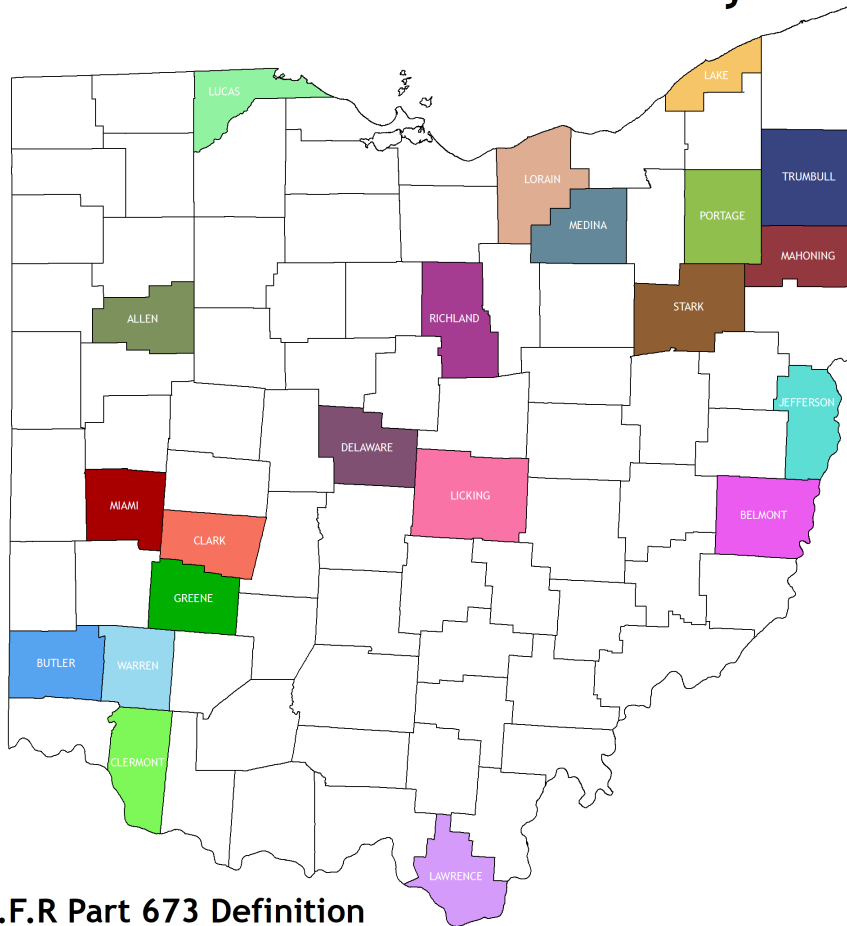 LAKE
LUCAS
TRUMBULL
LORAIN
PORTAGE
MEDINA
MAHONING
STARK
RICHLAND
ALLEN
JEFFERSON
DELAWARE
LICKING
MIAMI
BELMONT
CLARK
GREENE
BUTLER
WARREN
CLERMONT
LAWRENCE
.F.R Part 673 Definition